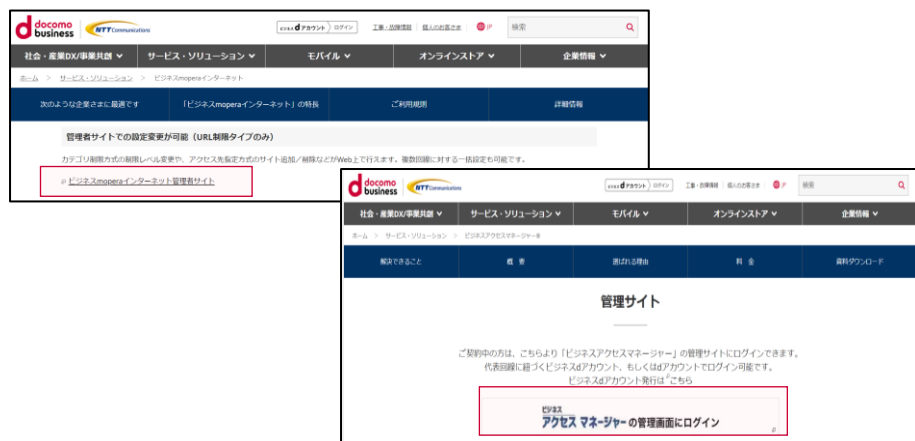 docomo business
NTT Communications
ビジネスdアカウント ログイン
工事・故障情報
個人のお客さま
JP
検索
社会・産業DX/事業共創
サービス・ソリューション
モバイル
オンラインストア
企業情報
ホーム > サービス・ソリューション > ビジネスmoperaインターネット
次のような企業さまに最適です
「ビジネスmoperaインターネット」の特長
ご利用規則
詳細情報
管理者サイトでの設定変更が可能（URL制限タイプのみ）
カテゴリ制限方式の制限レベル変更や、アクセス先指定方式のサイト追加／削除などがWeb上で行えます。複数回線に対する一括設定も可能です。
ビジネスmoperaインターネット管理者サイト
docomo business
NTT Communications
ビジネスdアカウント ログイン
工事・故障情報
個人のお客さま
JP
検索
社会・産業DX/事業共創
サービス・ソリューション
モバイル
オンラインストア
企業情報
ホーム > サービス・ソリューション > ビジネスアクセスマネージャー®
解決できること
概 要
選ばれる理由
料 金
資料ダウンロード
管理サイト
ご契約中の方は、こちらより「ビジネスアクセスマネージャー」の管理サイトにログインできます。
代表回線に紐づくビジネスdアカウント、もしくはdアカウントでログイン可能です。
ビジネスdアカウント発行はこちら
ビジネス
アクセス マネージャー の管理画面にログイン